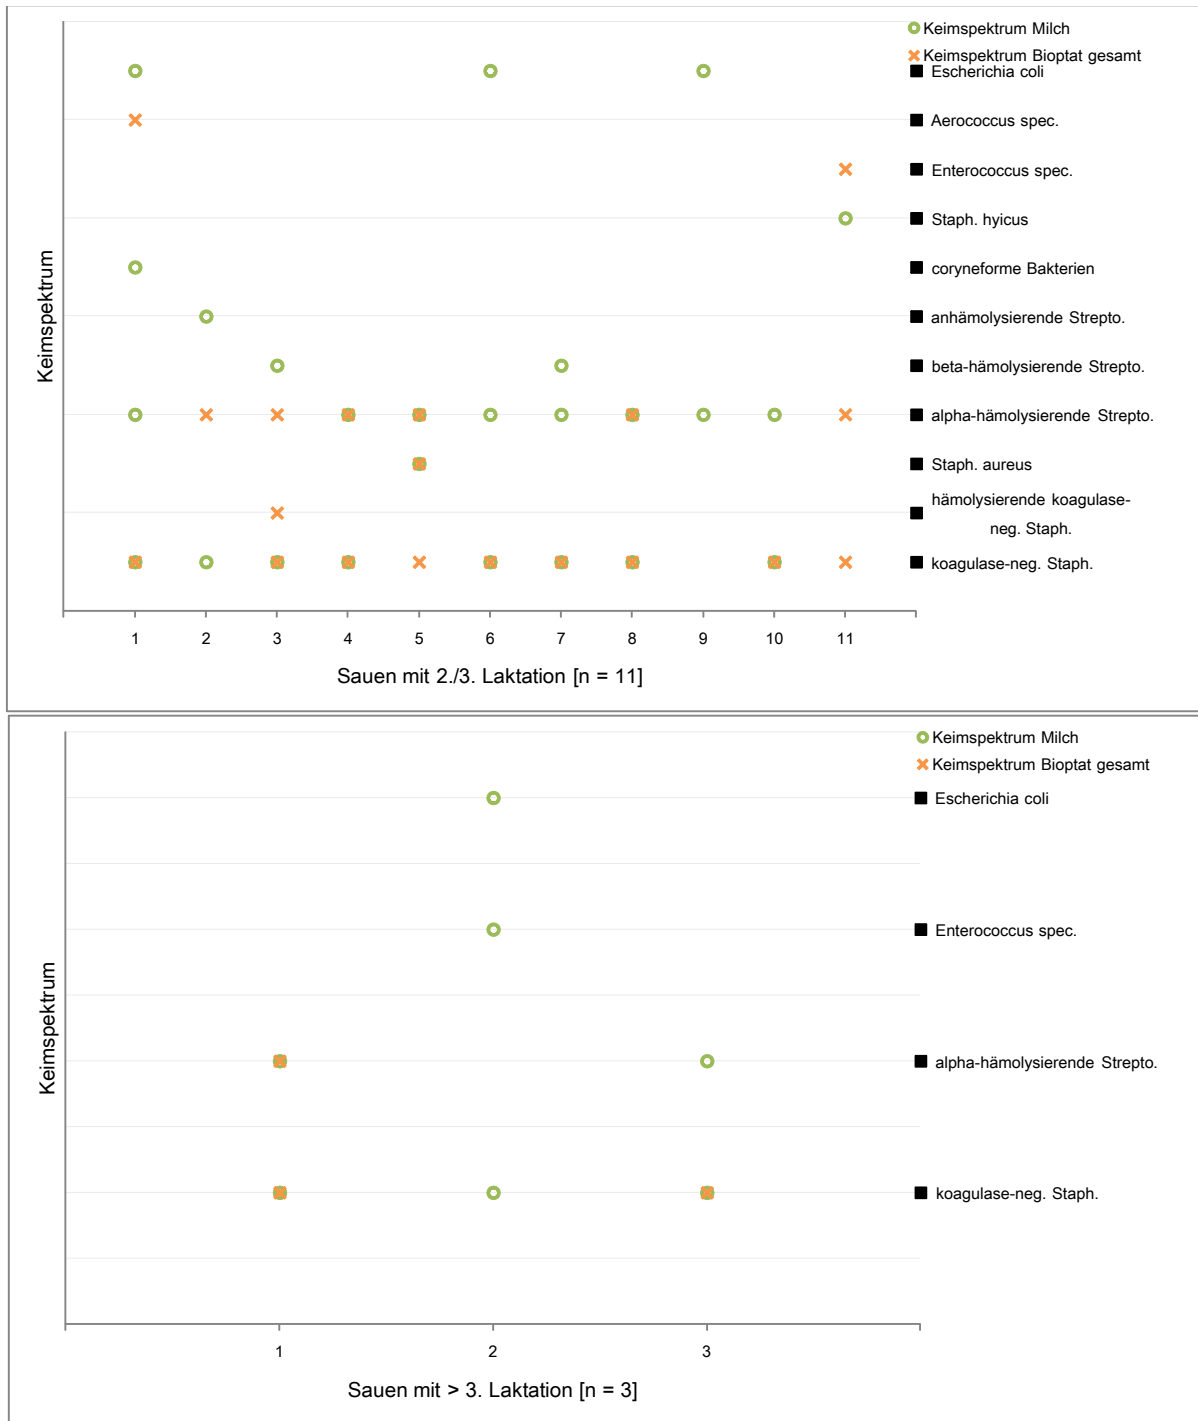 Keimspektrum Milch
Keimspektrum Bioptat gesamt
Escherichia coli
Aerococcus spec.
Enterococcus spec.
Staph. hyicus
coryneforme Bakterien
anhämolysierende Strepto.
beta-hämolysierende Strepto.
alpha-hämolysierende Strepto.
Staph. aureus
hämolysierende koagulase-
neg. Staph.
koagulase-neg. Staph.
Keimspektrum
1 2 3 4 5 6 7 8 9 10 11
Sauen mit 2./3. Laktation [n = 11]
Keimspektrum Milch
Keimspektrum Bioptat gesamt
Escherichia coli
Enterococcus spec.
alpha-hämolysierende Strepto.
koagulase-neg. Staph.
Keimspektrum
1 2 3
Sauen mit > 3. Laktation [n = 3]